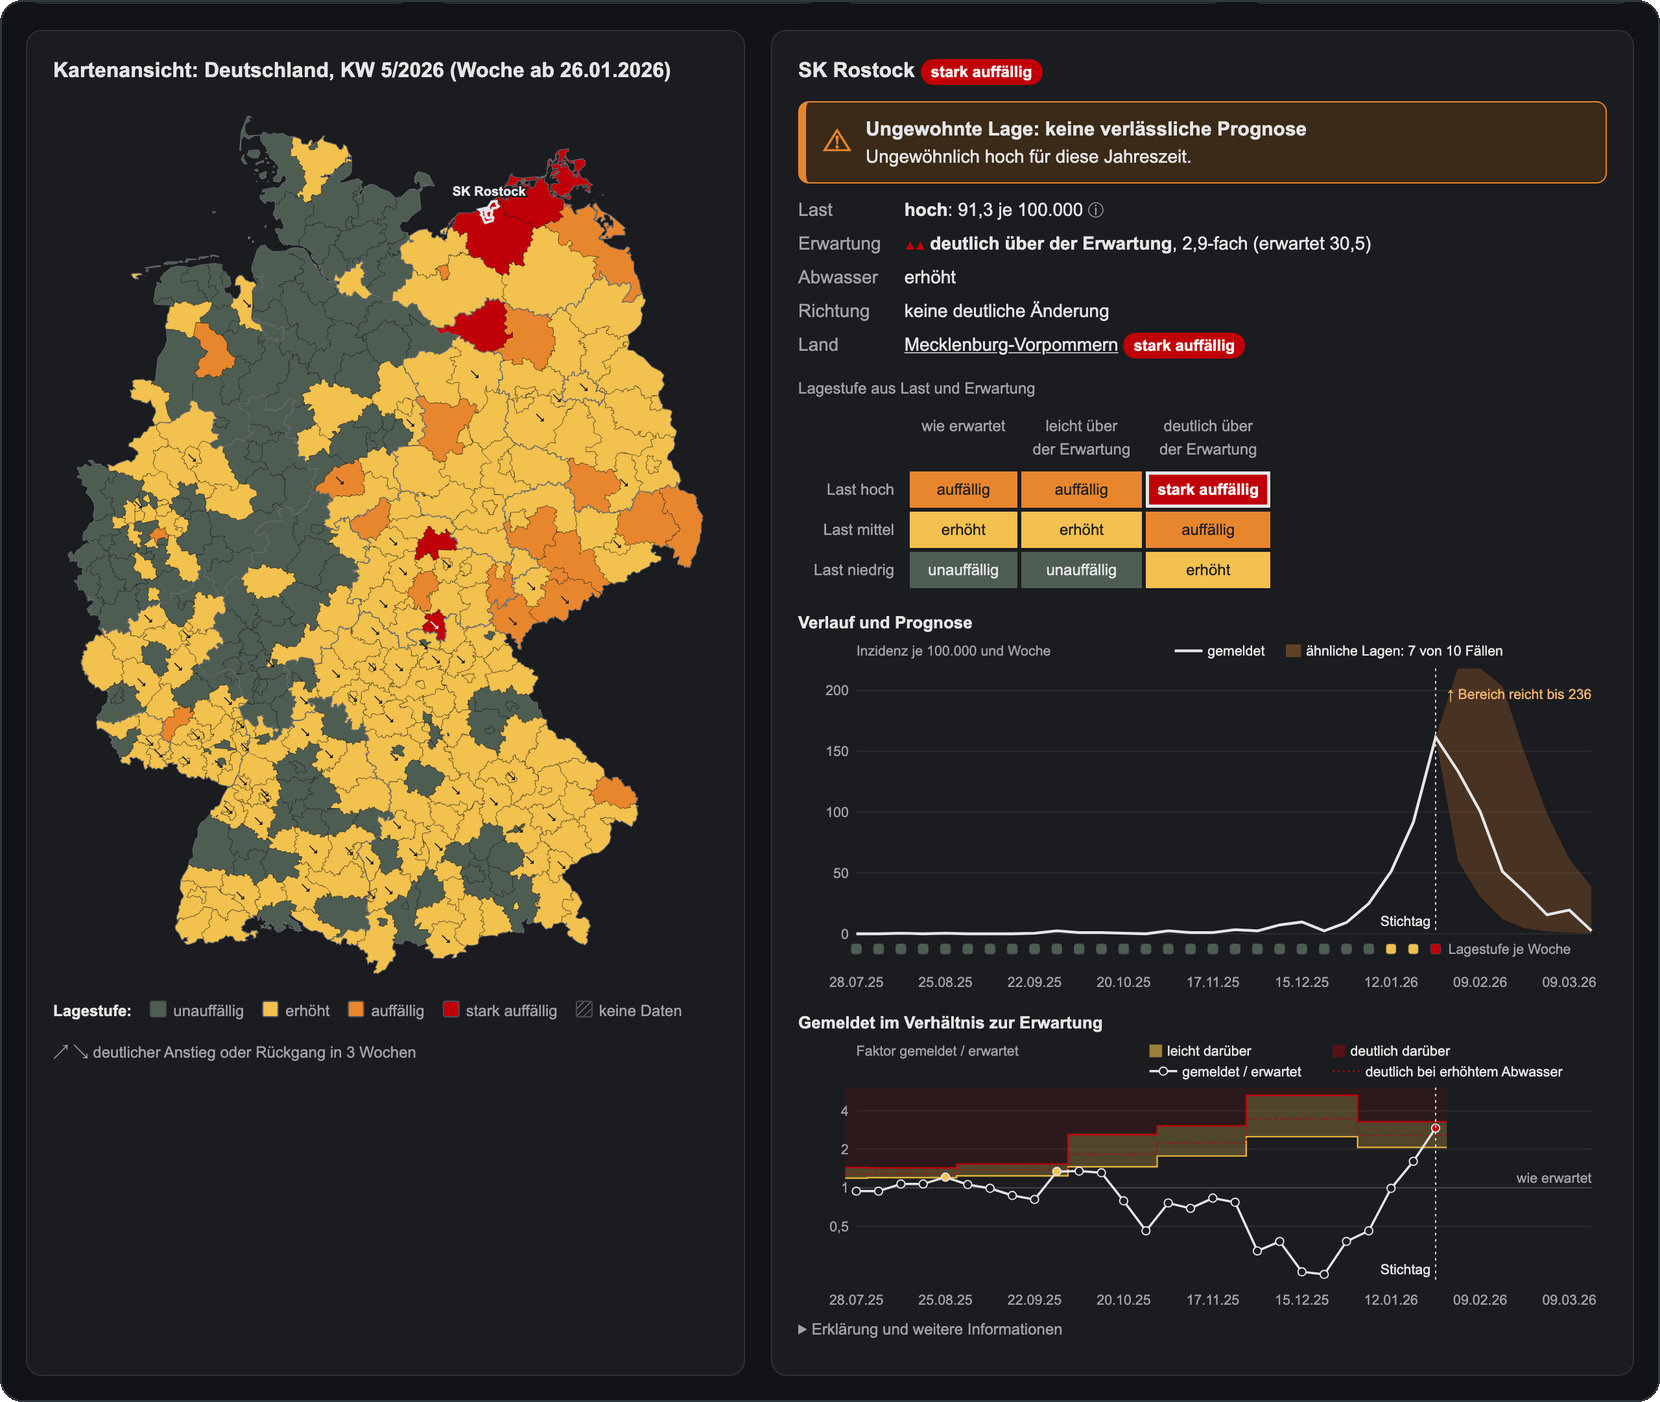 Kartenansicht: Deutschland, KW 5/2026 (Woche ab 26.01.2026)
SK Rostock
Lagestufe: unauffällig erhöht auffällig stark auffällig keine Daten
deutlicher Anstieg oder Rückgang in 3 Wochen
SK Rostock stark auffällig
Ungewohnte Lage: keine verlässliche Prognose
Ungewöhnlich hoch für diese Jahreszeit.
Last hoch: 91,3 je 100.000 ⓘ
Erwartung ▲▲ deutlich über der Erwartung, 2,9-fach (erwartet 30,5)
Abwasser erhöht
Richtung keine deutliche Änderung
Land Mecklenburg-Vorpommern stark auffällig
Lagestufe aus Last und Erwartung
wie erwartet leicht über deutlich über
der Erwartung der Erwartung
Last hoch auffällig auffällig stark auffällig
Last mittel erhöht erhöht auffällig
Last niedrig unauffällig unauffällig erhöht
Verlauf und Prognose
Inzidenz je 100.000 und Woche gemeldet ähnliche Lagen: 7 von 10 Fällen
200
↑ Bereich reicht bis 236
150
100
50
Stichtag
0
Lagestufe je Woche
28.07.25 25.08.25 22.09.25 20.10.25 17.11.25 15.12.25 12.01.26 09.02.26 09.03.26
Gemeldet im Verhältnis zur Erwartung
Faktor gemeldet / erwartet leicht darüber deutlich darüber
gemeldet / erwartet deutlich bei erhöhtem Abwasser
4
2
wie erwartet
1
0,5
Stichtag
28.07.25 25.08.25 22.09.25 20.10.25 17.11.25 15.12.25 12.01.26 09.02.26 09.03.26
▶ Erklärung und weitere Informationen